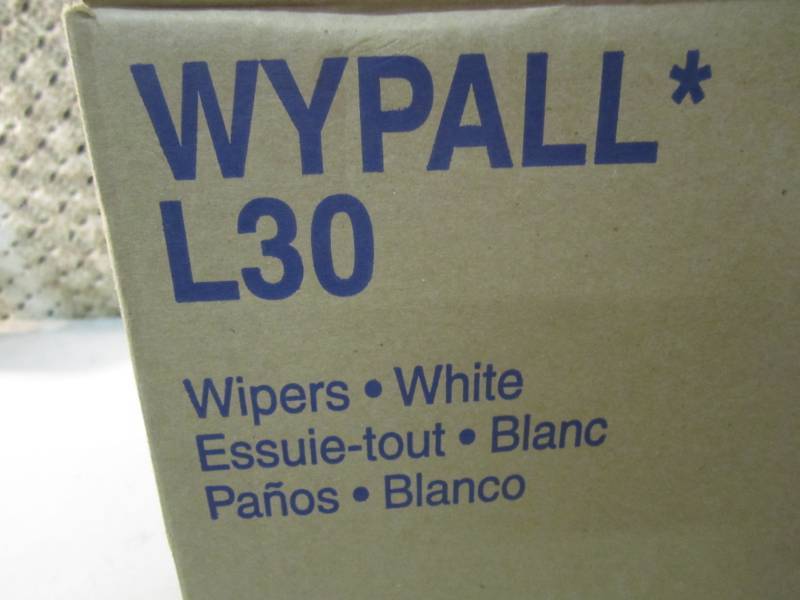 WYPALL*
L30
Wipers • White
Essuie-tout • Blanc
Paños • Blanco